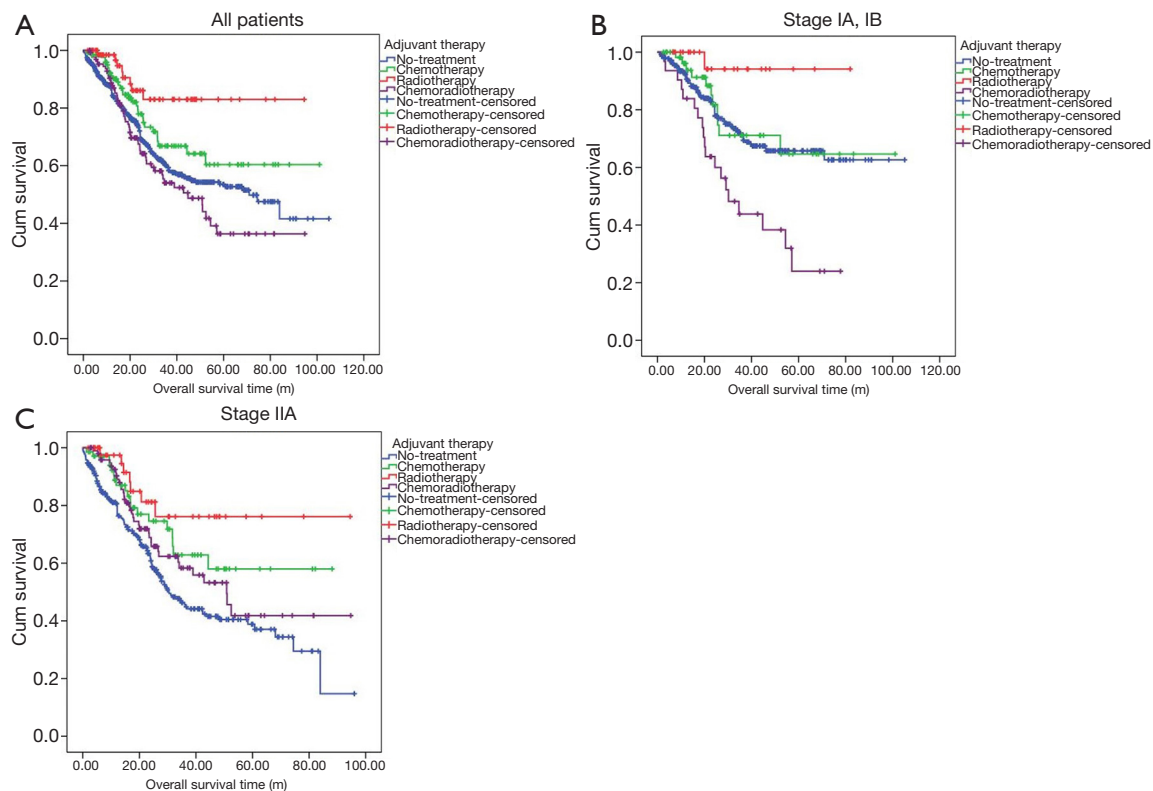 A
All patients
1.0
0.8
0.6
0.4
0.2
0.0
Cum survival
0.00 20.00 40.00 60.00 80.00 100.00 120.00
Overall survival time (m)
Adjuvant therapy
No-treatment
Chemotherapy
Radiotherapy
Chemoradiotherapy
No-treatment-censored
Chemotherapy-censored
Radiotherapy-censored
Chemoradiotherapy-censored
B
Stage IA, IB
1.0
0.8
0.6
0.4
0.2
0.0
Cum survival
0.00 20.00 40.00 60.00 80.00 100.00 120.00
Overall survival time (m)
Adjuvant therapy
No-treatment
Chemotherapy
Radiotherapy
Chemoradiotherapy
No-treatment-censored
Chemotherapy-censored
Radiotherapy-censored
Chemoradiotherapy-censored
C
Stage IIA
1.0
0.8
0.6
0.4
0.2
0.0
Cum survival
0.00 20.00 40.00 60.00 80.00 100.00
Overall survival time (m)
Adjuvant therapy
No-treatment
Chemotherapy
Radiotherapy
Chemoradiotherapy
No-treatment-censored
Chemotherapy-censored
Radiotherapy-censored
Chemoradiotherapy-censored